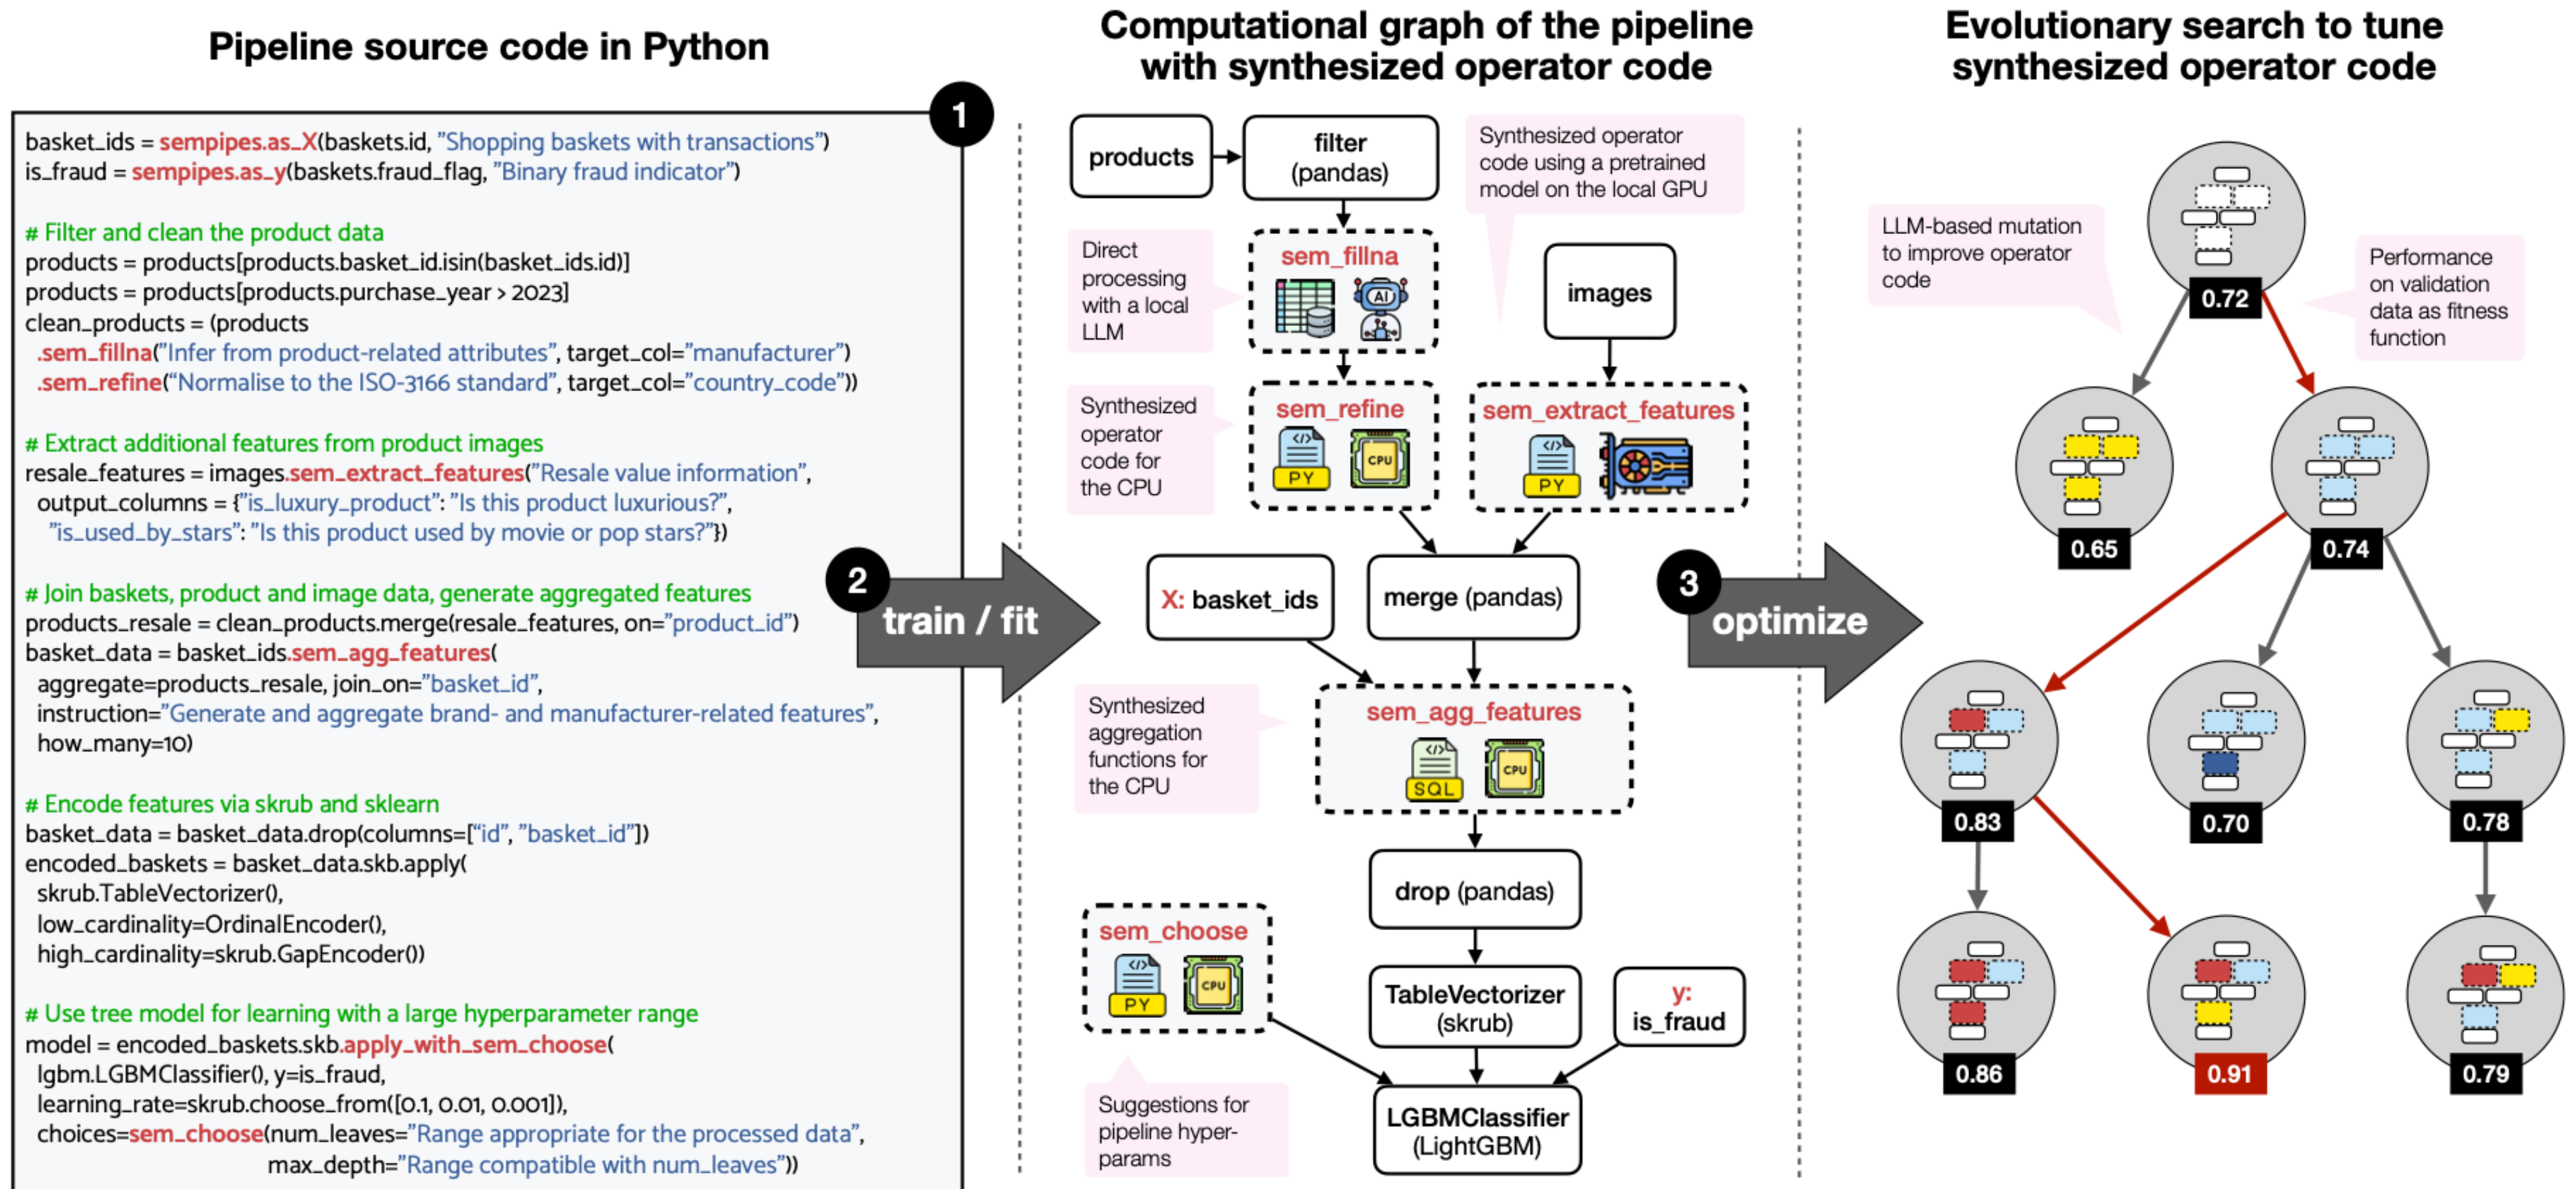 Pipeline source code in Python
1
basket_ids = sempipes.as_X(baskets.id, "Shopping baskets with transactions")
is_fraud = sempipes.as_y(baskets.fraud_flag, "Binary fraud indicator")
# Filter and clean the product data
products = products[products.basket_id.isin(basket_ids.id)]
products = products[products.purchase_year > 2023]
clean_products = (products
.sem_fillna("Infer from product-related attributes", target_col="manufacturer")
.sem_refine("Normalise to the ISO-3166 standard", target_col="country_code"))
# Extract additional features from product images
resale_features = images.sem_extract_features("Resale value information",
output_columns = {"is_luxury_product": "Is this product luxurious?",
"is_used_by_stars": "Is this product used by movie or pop stars?"})
# Join baskets, product and image data, generate aggregated features
products_resale = clean_products.merge(resale_features, on="product_id")
basket_data = basket_ids.sem_agg_features(
aggregate=products_resale, join_on="basket_id",
instruction="Generate and aggregate brand- and manufacturer-related features",
how_many=10)
# Encode features via skrub and sklearn
basket_data = basket_data.drop(columns=["id", "basket_id"])
encoded_baskets = basket_data.skb.apply(
skrub.TableVectorizer(),
low_cardinality=OrdinalEncoder(),
high_cardinality=skrub.GapEncoder())
# Use tree model for learning with a large hyperparameter range
model = encoded_baskets.skb.apply_with_sem_choose(
lgbm.LGBMClassifier(), y=is_fraud,
learning_rate=skrub.choose_from([0.1, 0.01, 0.001]),
choices=sem_choose(num_leaves="Range appropriate for the processed data",
max_depth="Range compatible with num_leaves"))
2
train / fit
Computational graph of the pipeline
with synthesized operator code
products
filter
(pandas)
Synthesized operator
code using a pretrained
model on the local GPU
Direct
processing
with a local
LLM
sem_fillna
AI
images
Synthesized
operator
code for
the CPU
sem_refine
</>
PY
CPU
sem_extract_features
</>
PY
X: basket_ids
merge (pandas)
Synthesized
aggregation
functions for
the CPU
sem_agg_features
</>
SQL
CPU
drop (pandas)
sem_choose
</>
PY
CPU
TableVectorizer
(skrub)
y:
is_fraud
Suggestions for
pipeline hyper-
params
LGBMClassifier
(LightGBM)
3
optimize
Evolutionary search to tune
synthesized operator code
LLM-based mutation
to improve operator
code
Performance
on validation
data as fitness
function
0.72
0.65
0.74
0.83
0.70
0.78
0.86
0.91
0.79